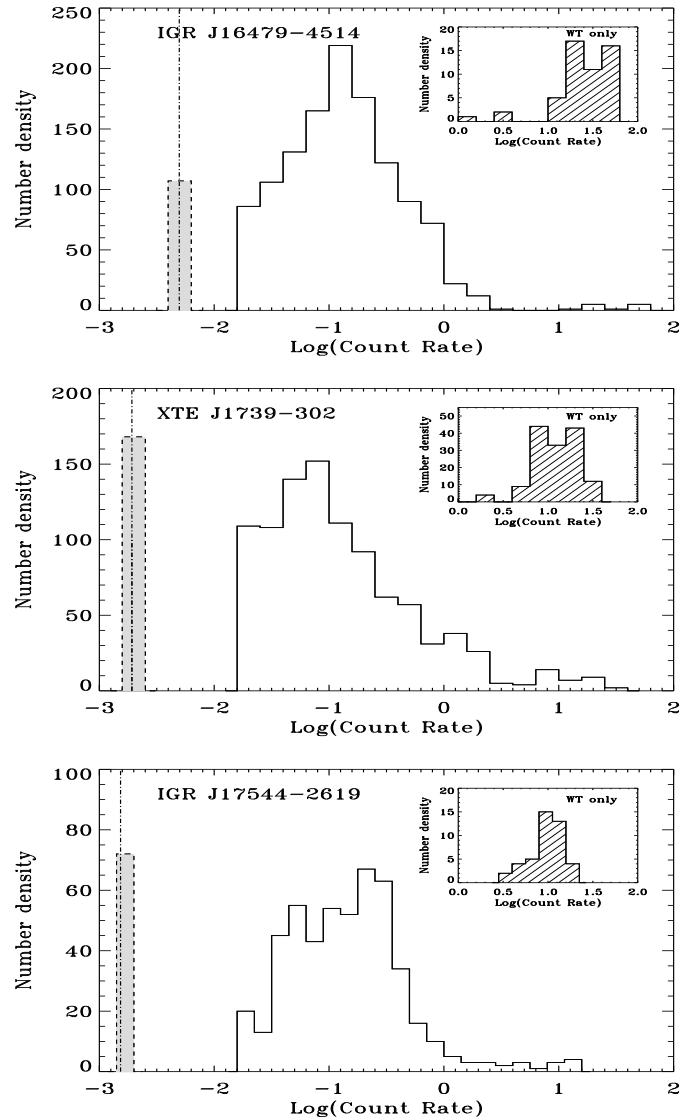 IGR J16479−4514
Number density
250
200
150
100
50
0
−3 −2 −1 0 1 2
Log(Count Rate)
WT only
Number density
20
15
10
5
0
0.0 0.5 1.0 1.5 2.0
Log(Count Rate)
XTE J1739−302
Number density
200
150
100
50
0
−3 −2 −1 0 1 2
Log(Count Rate)
WT only
Number density
50
40
30
20
10
0
0.0 0.5 1.0 1.5 2.0
Log(Count Rate)
IGR J17544−2619
Number density
100
80
60
40
20
0
−3 −2 −1 0 1 2
Log(Count Rate)
WT only
Number density
20
15
10
5
0
0.0 0.5 1.0 1.5 2.0
Log(Count Rate)